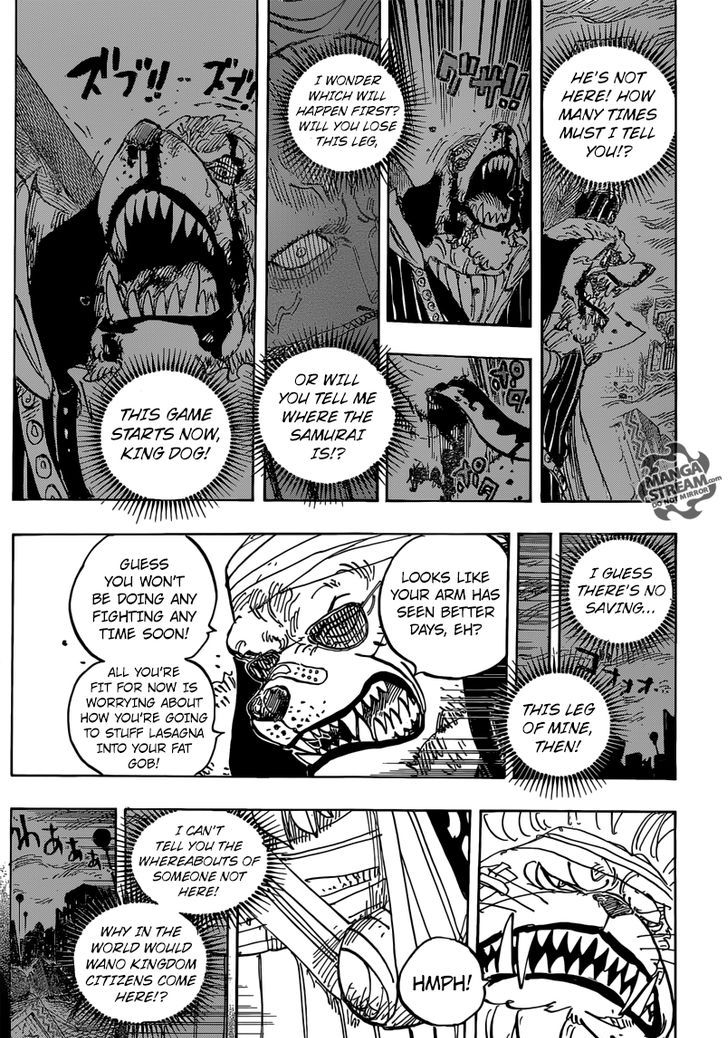 HE'S NOT
HERE! HOW
MANY TIMES
MUST I TELL
YOU!?
I WONDER
WHICH WILL
HAPPEN FIRST?
WILL YOU LOSE
THIS LEG,
OR WILL
YOU TELL ME
WHERE THE
SAMURAI
IS!?
ズブ!!
ズブ!!
THIS GAME
STARTS NOW,
KING DOG!
MANGA
STREAM.com
DO NOT MIRROR
I GUESS
THERE'S NO
SAVING...
THIS LEG
OF MINE,
THEN!
LOOKS LIKE
YOUR ARM HAS
SEEN BETTER
DAYS, EH?
GUESS
YOU WON'T
BE DOING ANY
FIGHTING ANY
TIME SOON!
ALL YOU'RE
FIT FOR NOW IS
WORRYING ABOUT
HOW YOU'RE GOING
TO STUFF LASAGNA
INTO YOUR FAT
GOB!
HMPH!
I CAN'T
TELL YOU THE
WHEREABOUTS OF
SOMEONE NOT
HERE!
WHY IN THE
WORLD WOULD
WANO KINGDOM
CITIZENS COME
HERE!?